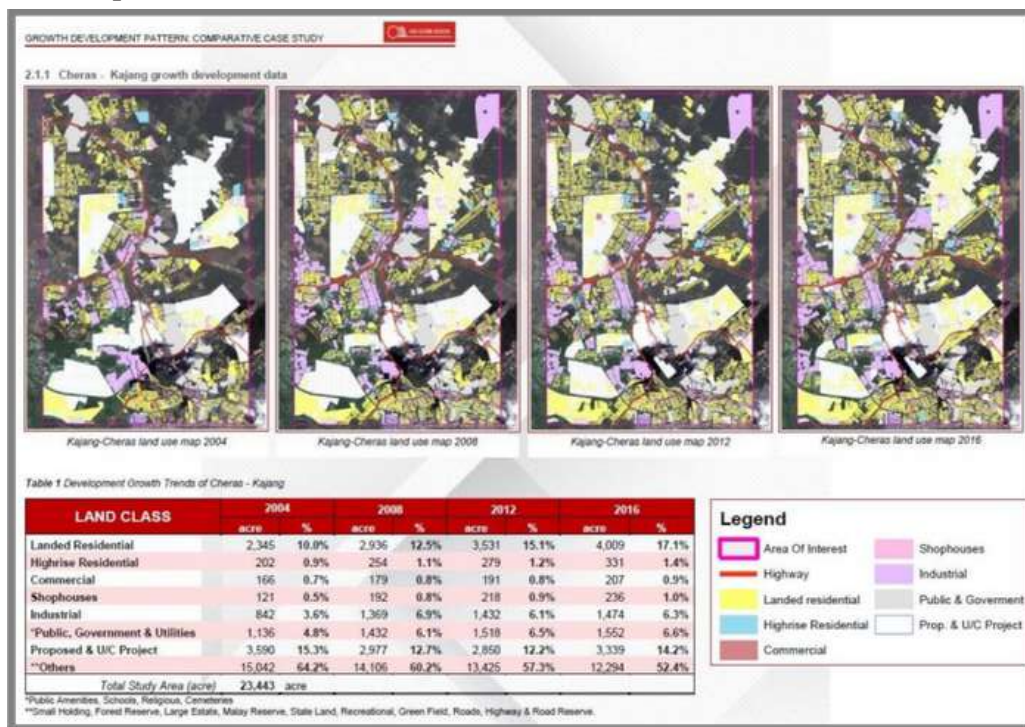 GROWTH DEVELOPMENT PATTERN: COMPARATIVE CASE STUDY
2.1.1 Cheras - Kajang growth development data
Kajang-Cheras land use map 2004
Kajang-Cheras land use map 2008
Kajang-Cheras land use map 2012
Kajang-Cheras land use map 2016
Table 1 Development Growth Trends of Cheras - Kajang
LAND CLASS 2004 2008 2012 2016
acre % acre % acre % acre %
Landed Residential 2,345 10.0% 2,936 12.5% 3,531 15.1% 4,009 17.1%
Highrise Residential 202 0.9% 254 1.1% 279 1.2% 331 1.4%
Commercial 166 0.7% 179 0.8% 191 0.8% 207 0.9%
Shophouses 121 0.5% 192 0.8% 218 0.9% 236 1.0%
Industrial 842 3.6% 1,369 6.9% 1,432 6.1% 1,474 6.3%
*Public, Government & Utilities 1,136 4.8% 1,432 6.1% 1,518 6.5% 1,552 6.6%
Proposed & U/C Project 3,590 15.3% 2,977 12.7% 2,850 12.2% 3,339 14.2%
**Others 15,042 64.2% 14,106 60.2% 13,425 57.3% 12,294 52.4%
Total Study Area (acre) 23,443 acre
*Public Amenities, Schools, Religious, Cemeteries
**Small Holding, Forest Reserve, Large Estate, Malay Reserve, State Land, Recreational, Green Field, Roads, Highway & Road Reserve.
Legend
Area Of Interest
Highway
Landed residential
Highrise Residential
Commercial
Shophouses
Industrial
Public & Goverment
Prop. & U/C Project